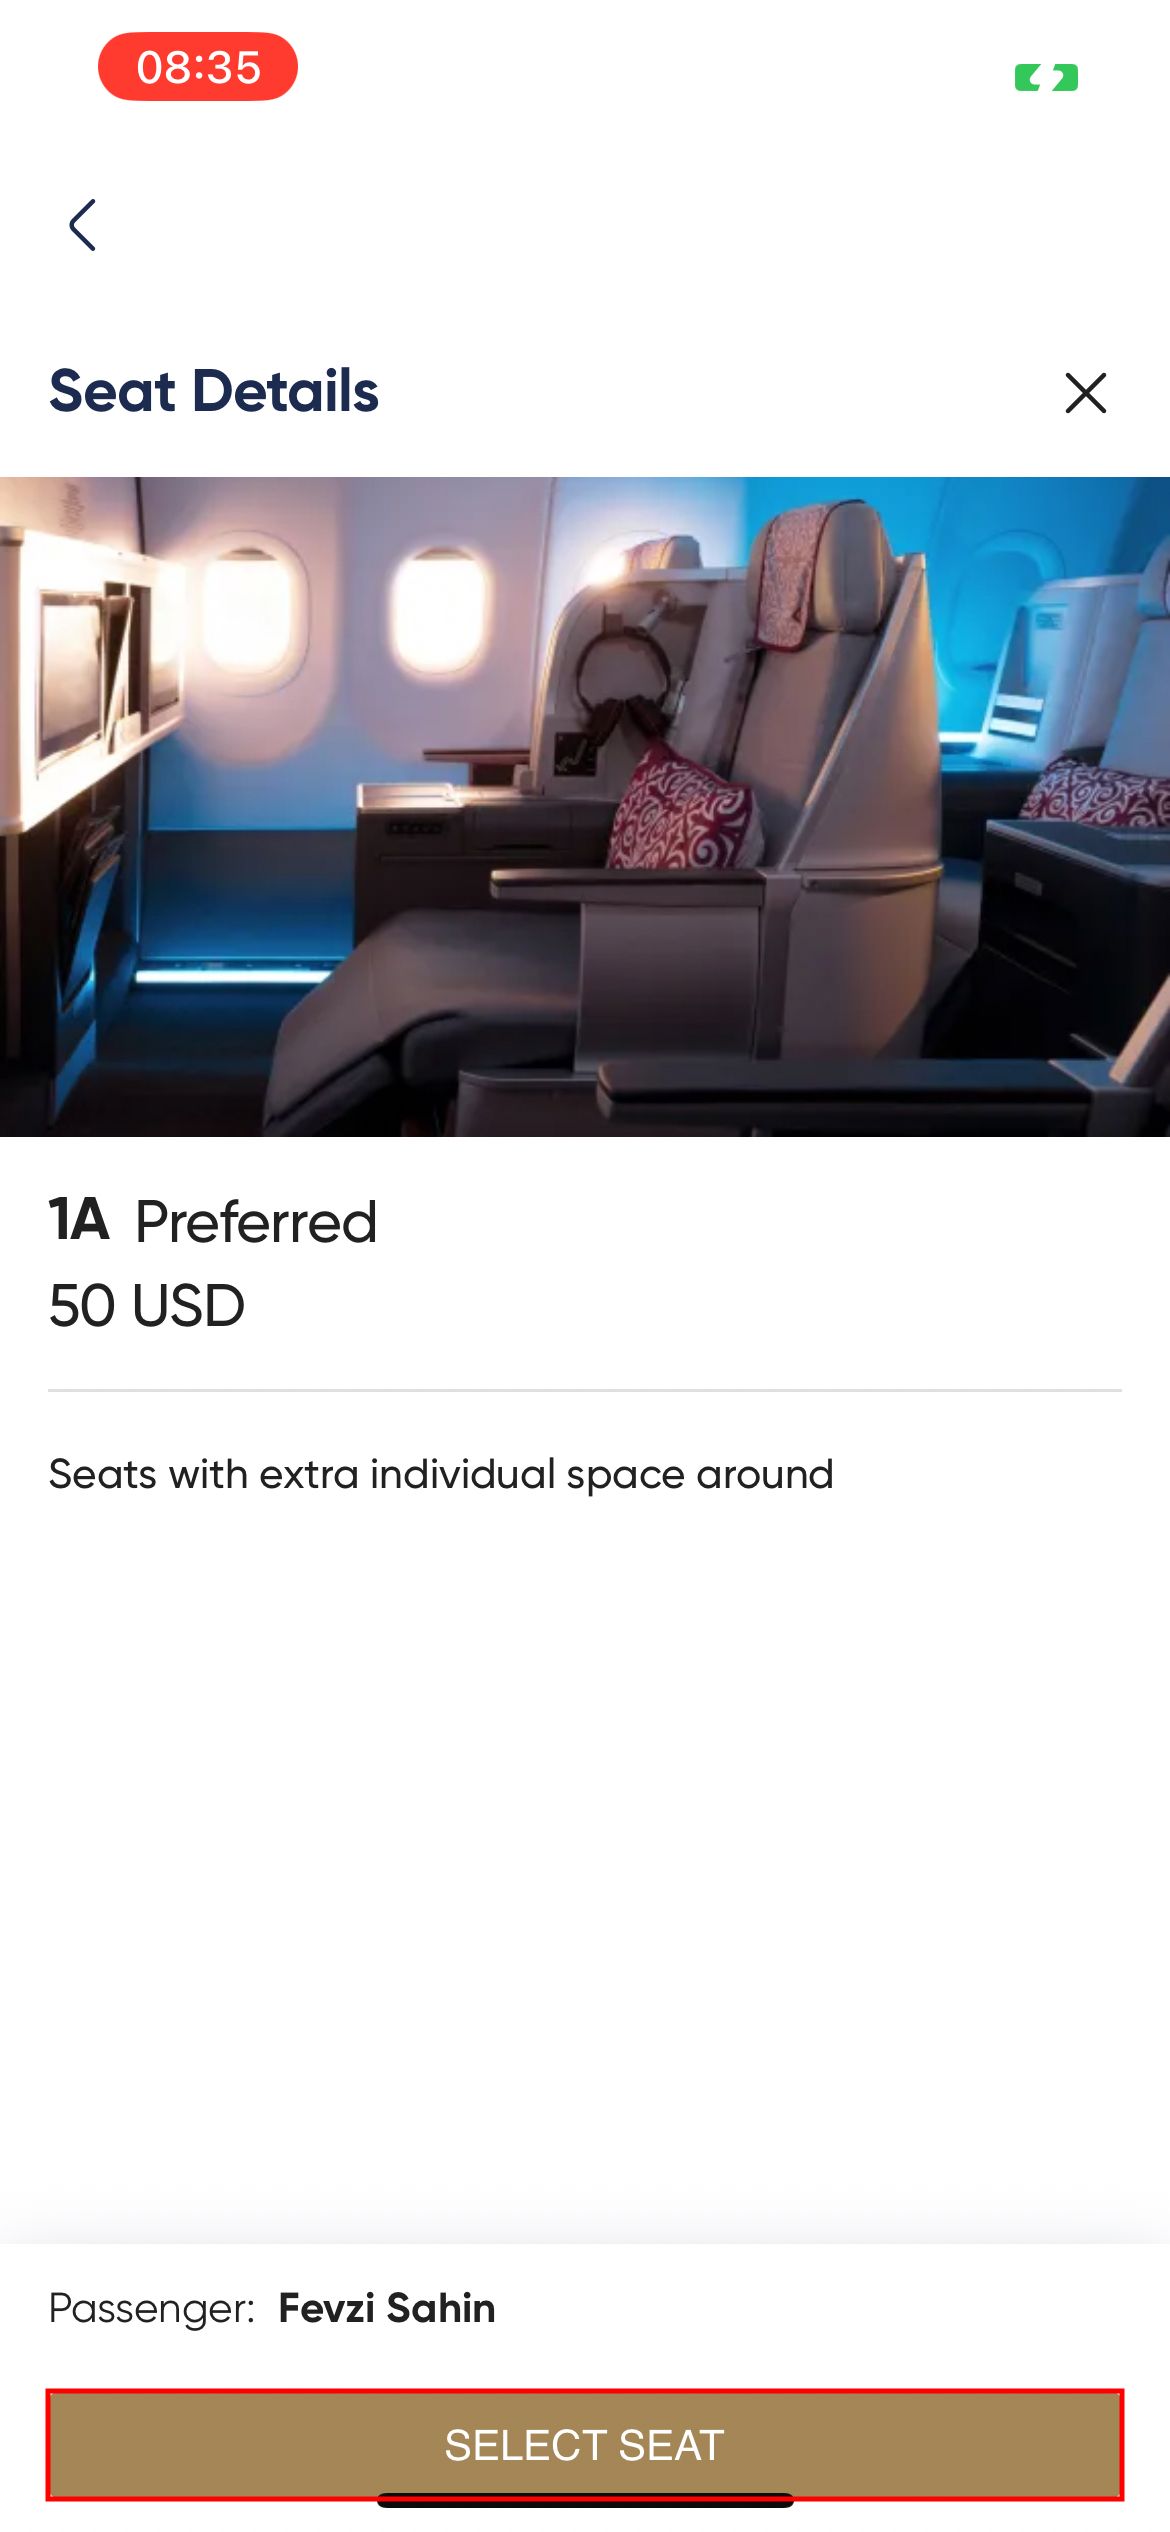 08:35
Seat Details
1A Preferred
50 USD
Seats with extra individual space around
Passenger: Fevzi Sahin
SELECT SEAT